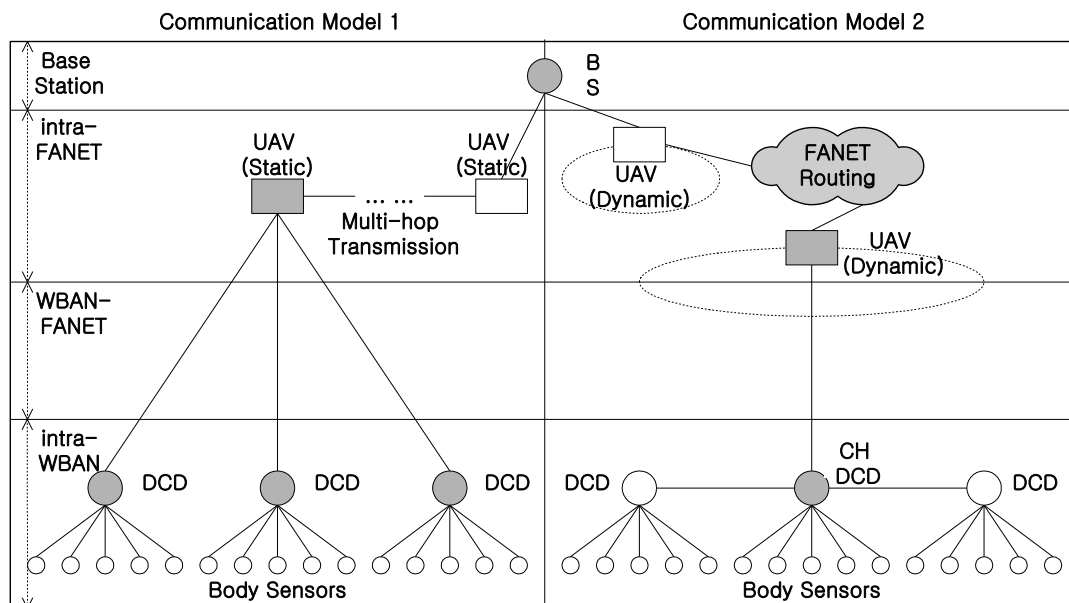 Communication Model 1
Communication Model 2
Base
Station
B
S
intra-
FANET
UAV
(Static)
UAV
(Static)
... ...
Multi-hop
Transmission
UAV
(Dynamic)
FANET
Routing
UAV
(Dynamic)
WBAN-
FANET
intra-
WBAN
DCD
DCD
DCD
DCD
CH
DCD
DCD
Body Sensors
Body Sensors